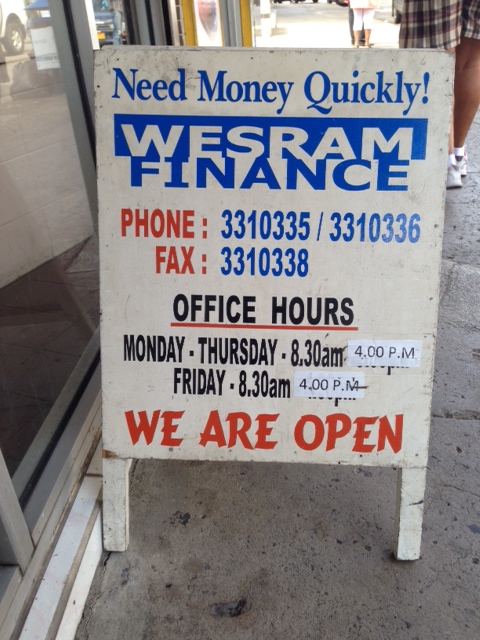 Need Money Quickly!
WESRAM
FINANCE
PHONE : 3310335 / 3310336
FAX : 3310338
OFFICE HOURS
MONDAY - THURSDAY - 8.30am 4.00 P.M
FRIDAY - 8.30am 4.00 P.M
WE ARE OPEN